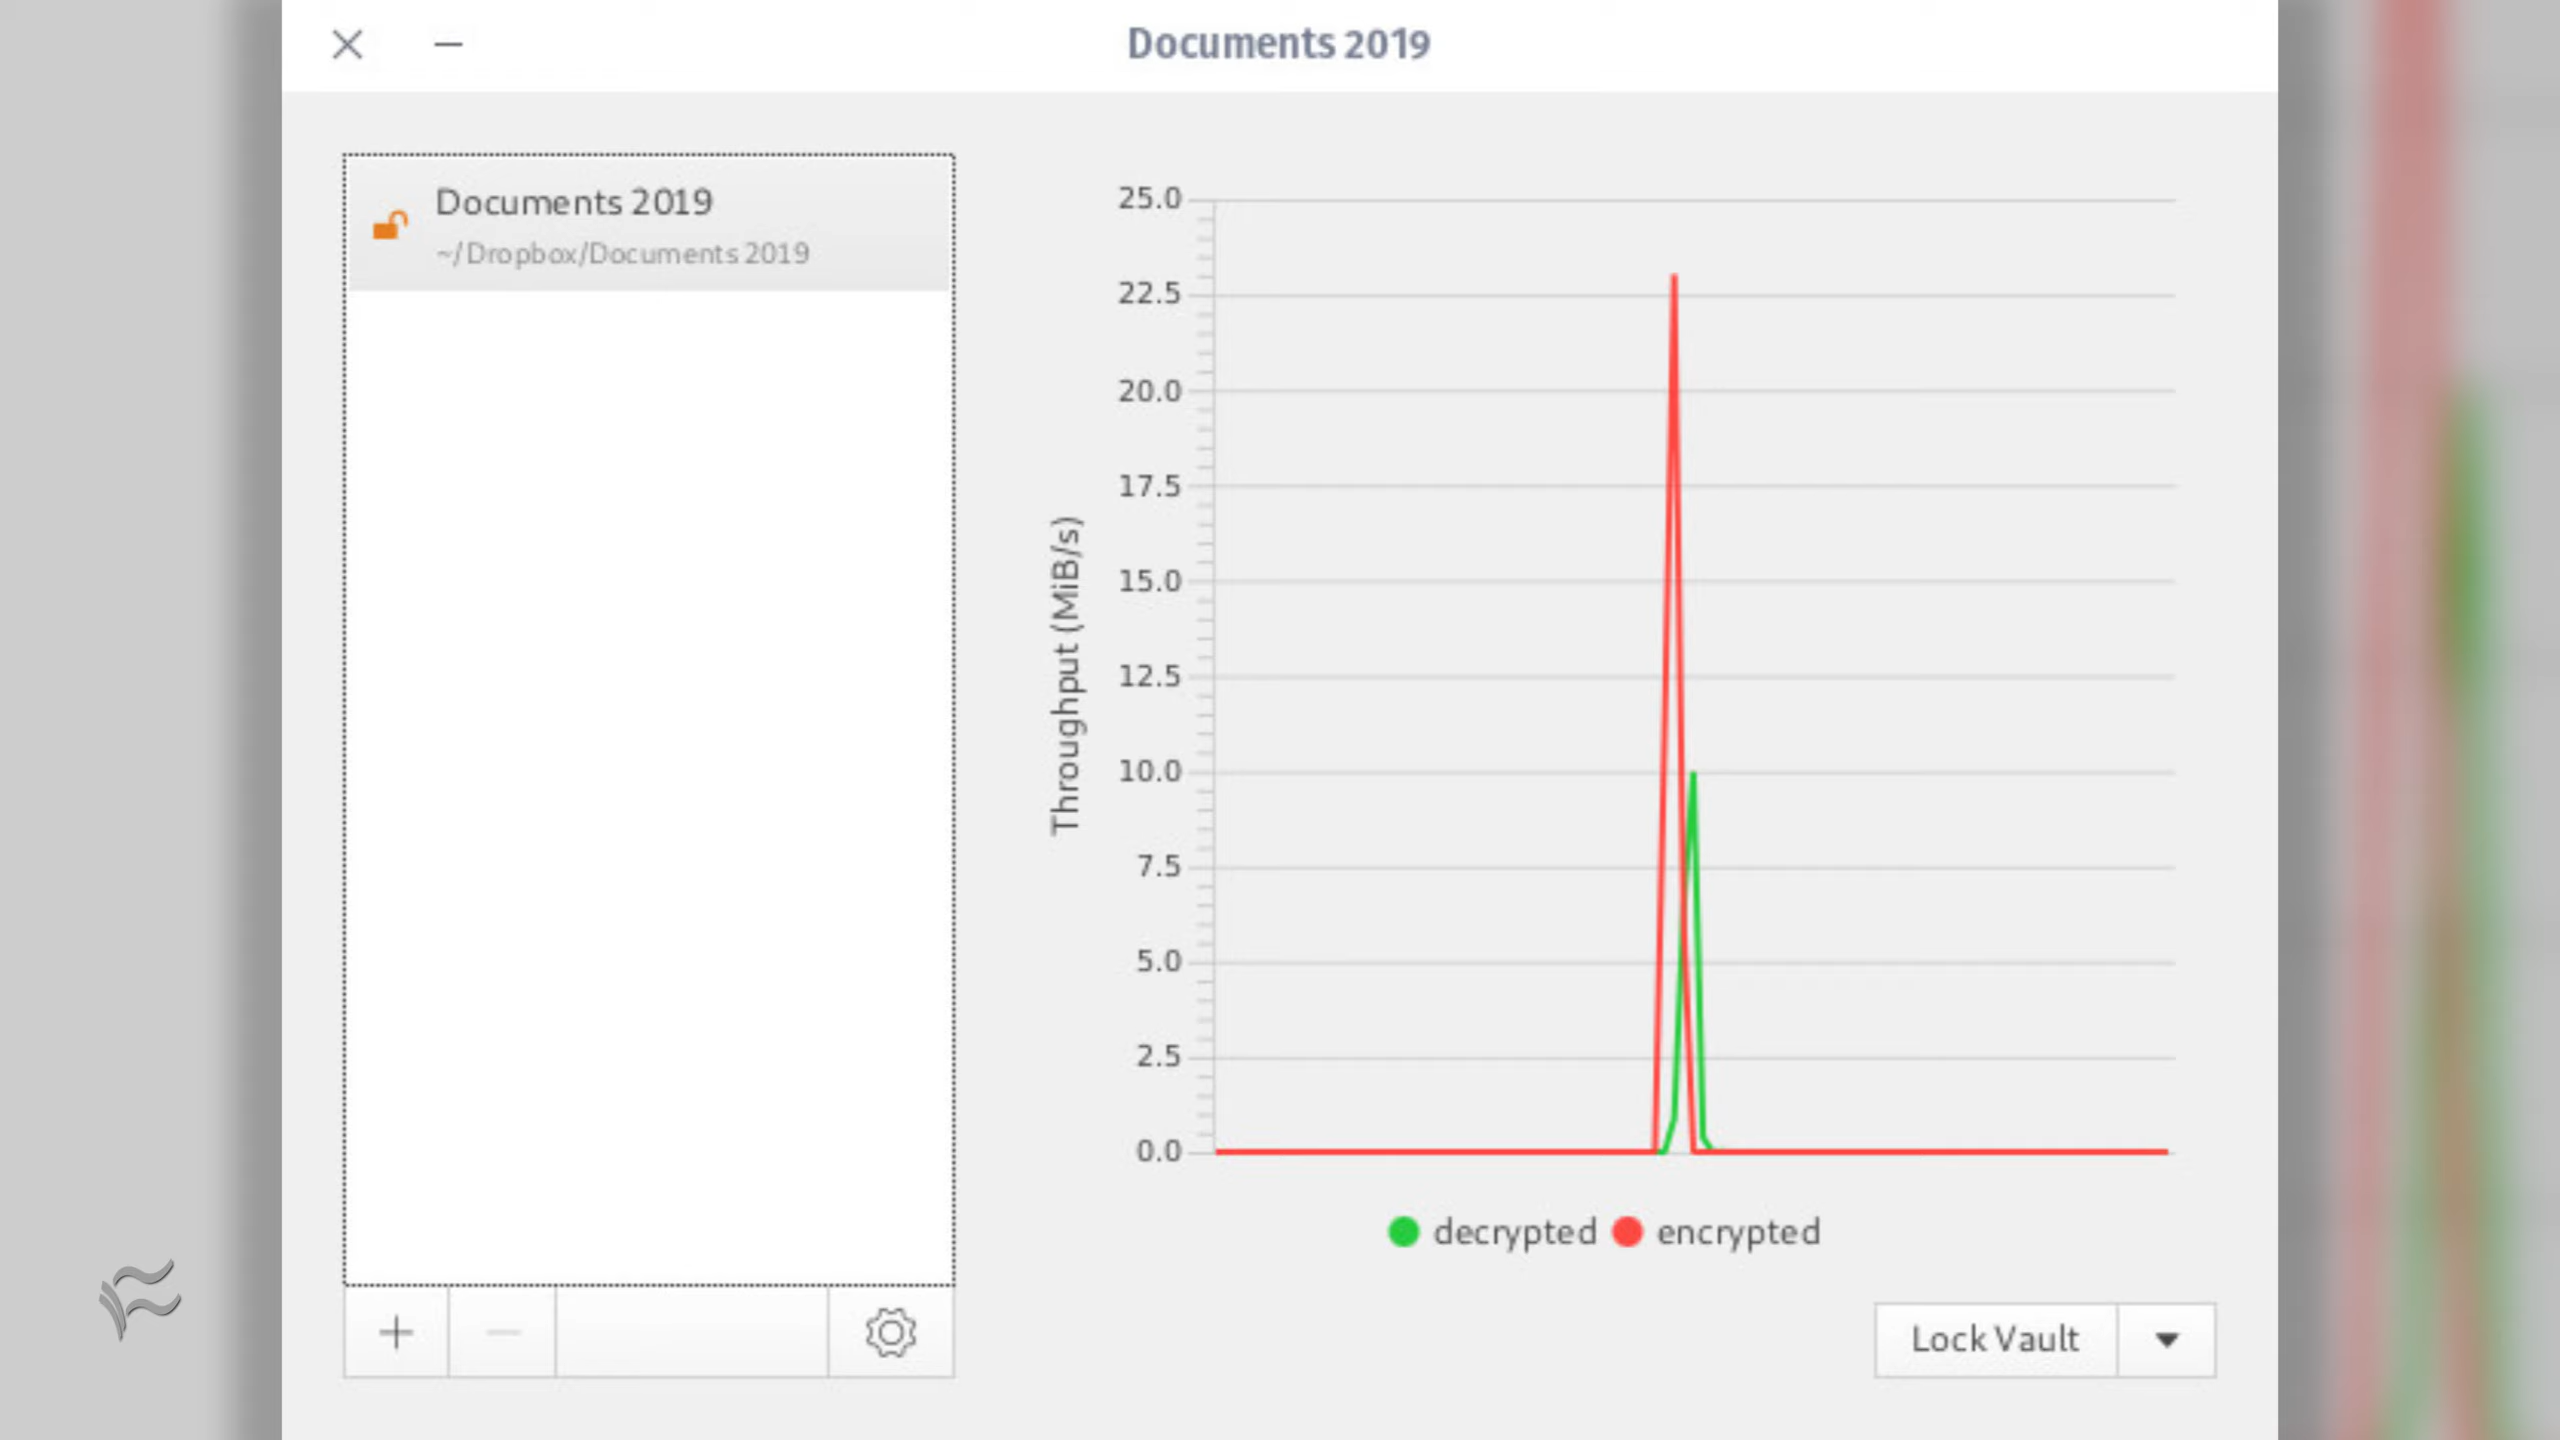 Documents 2019
Documents 2019
~/Dropbox/Documents 2019
25.0
22.5
20.0
17.5
15.0
12.5
10.0
7.5
5.0
2.5
0.0
Throughput (MiB/s)
decrypted encrypted
Lock Vault